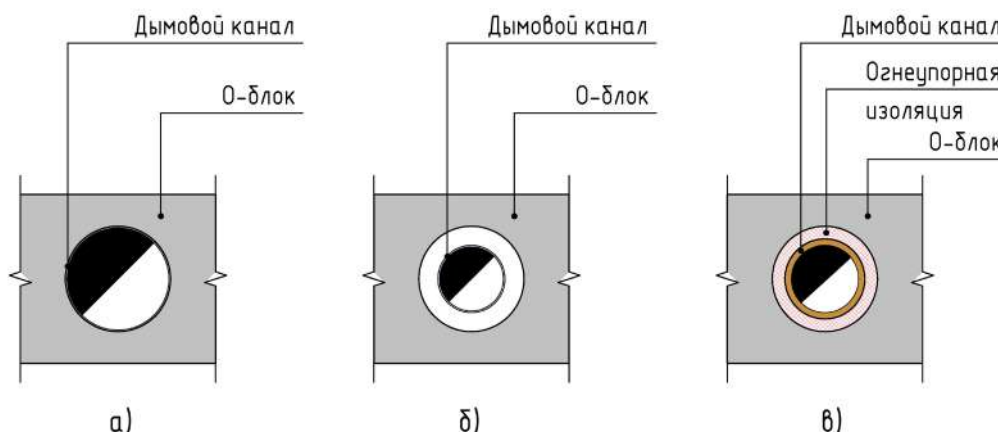 Дымовой канал
О-блок
а)
Дымовой канал
О-блок
б)
Дымовой канал
Огнеупорная
изоляция
О-блок
в)